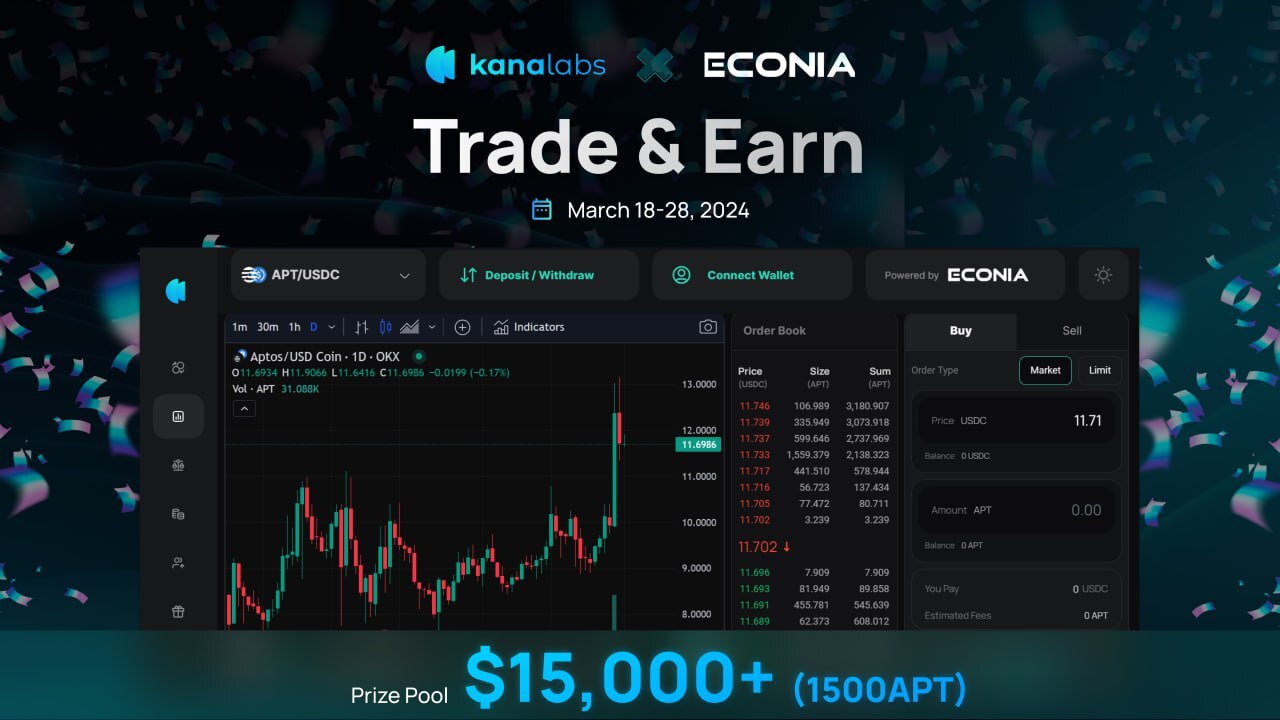 kanalabs ECONIA
Trade & Earn
March 18-28, 2024
APT/USDC
Deposit / Withdraw
Connect Wallet
Powered by ECONIA
1m 30m 1h D
Indicators
Aptos/USD Coin · 1D · OKX
O11.6934 H11.9066 L11.6416 C11.6986 −0.0199 (−0.17%)
Vol · APT 31.088K
13.0000
12.0000
11.6986
11.0000
10.0000
9.0000
8.0000
Order Book
Price Size Sum
(USDC) (APT) (APT)
11.746 106.989 3,180.907
11.739 335.949 3,073.918
11.737 599.646 2,737.969
11.733 1,559.379 2,138.323
11.717 441.510 578.944
11.716 56.723 137.434
11.705 77.472 80.711
11.702 3.239 3.239
11.702 ↓
11.696 7.909 7.909
11.693 81.949 89.858
11.691 455.781 545.639
11.689 62.373 608.012
Buy Sell
Order Type Market Limit
Price USDC 11.71
Balance 0 USDC
Amount APT 0.00
Balance 0 APT
You Pay 0 USDC
Estimated Fees 0 APT
Prize Pool $15,000+ (1500APT)